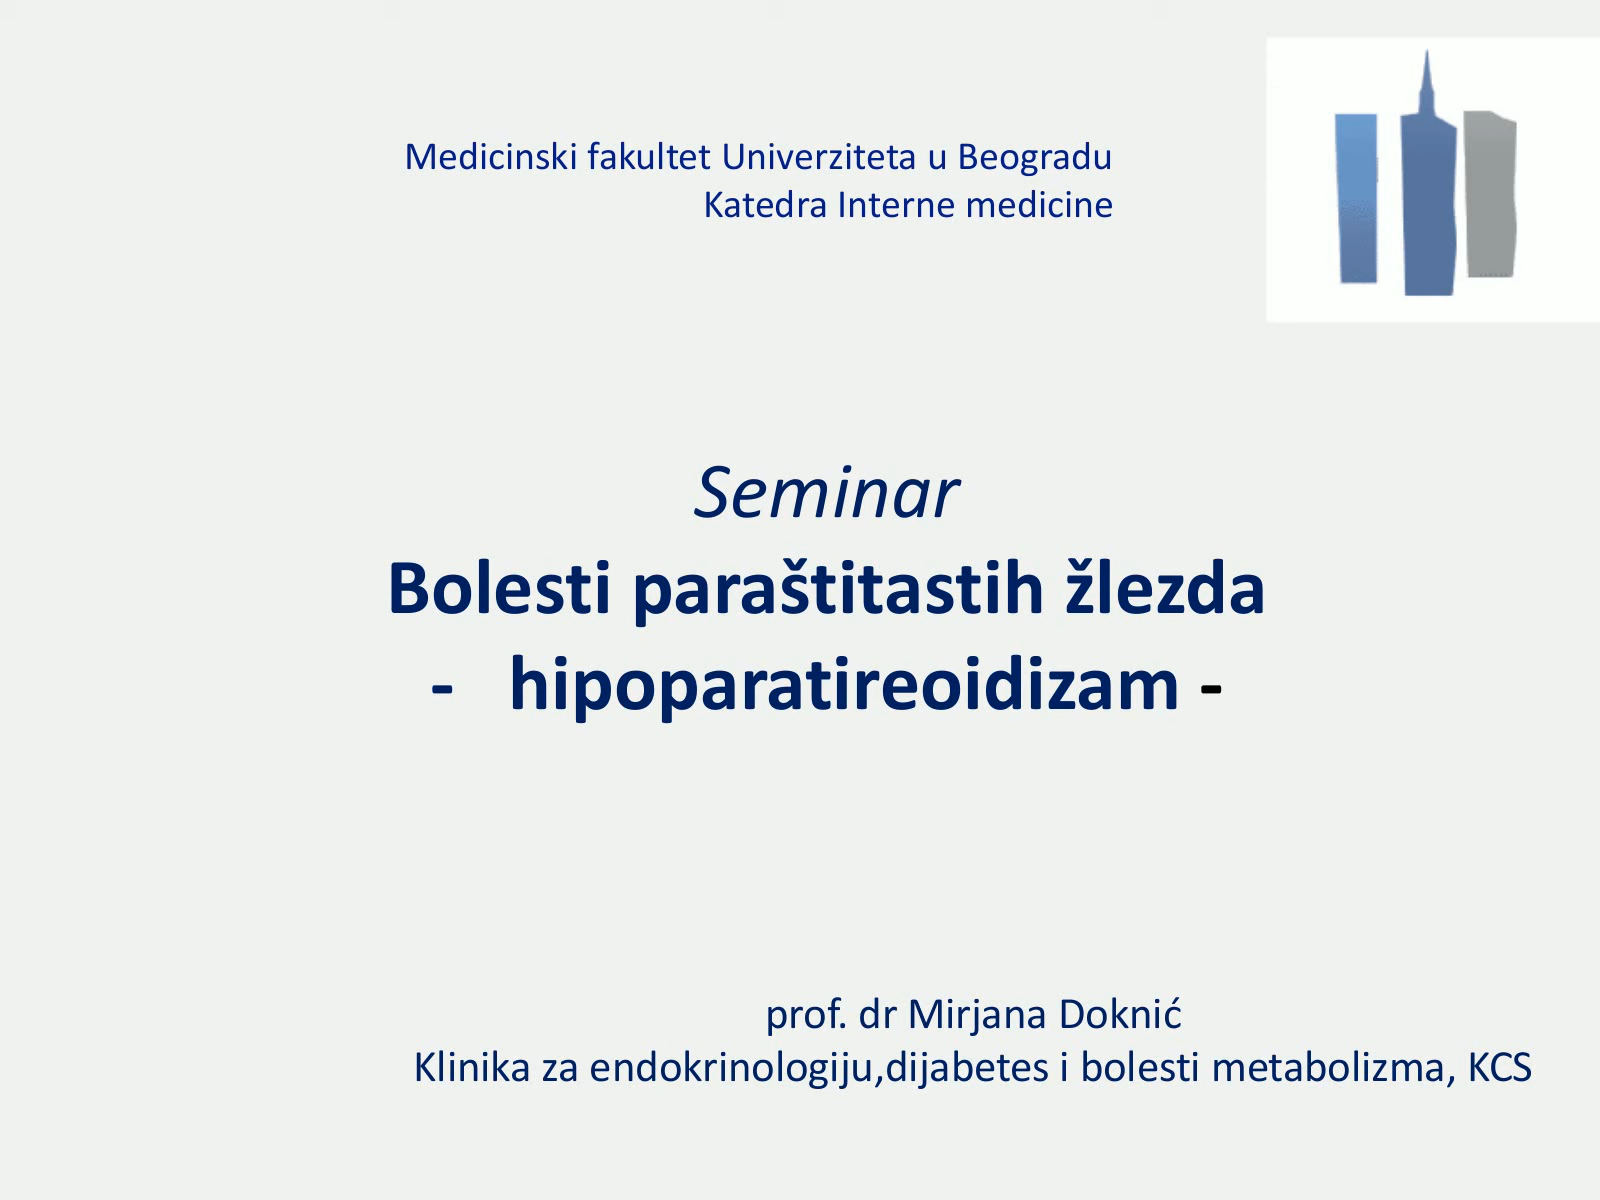 Medicinski fakultet Univerziteta u Beogradu
Katedra Interne medicine
Seminar
Bolesti paraštitastih žlezda
- hipoparatireoidizam -
prof. dr Mirjana Doknić
Klinika za endokrinologiju,dijabetes i bolesti metabolizma, KCS